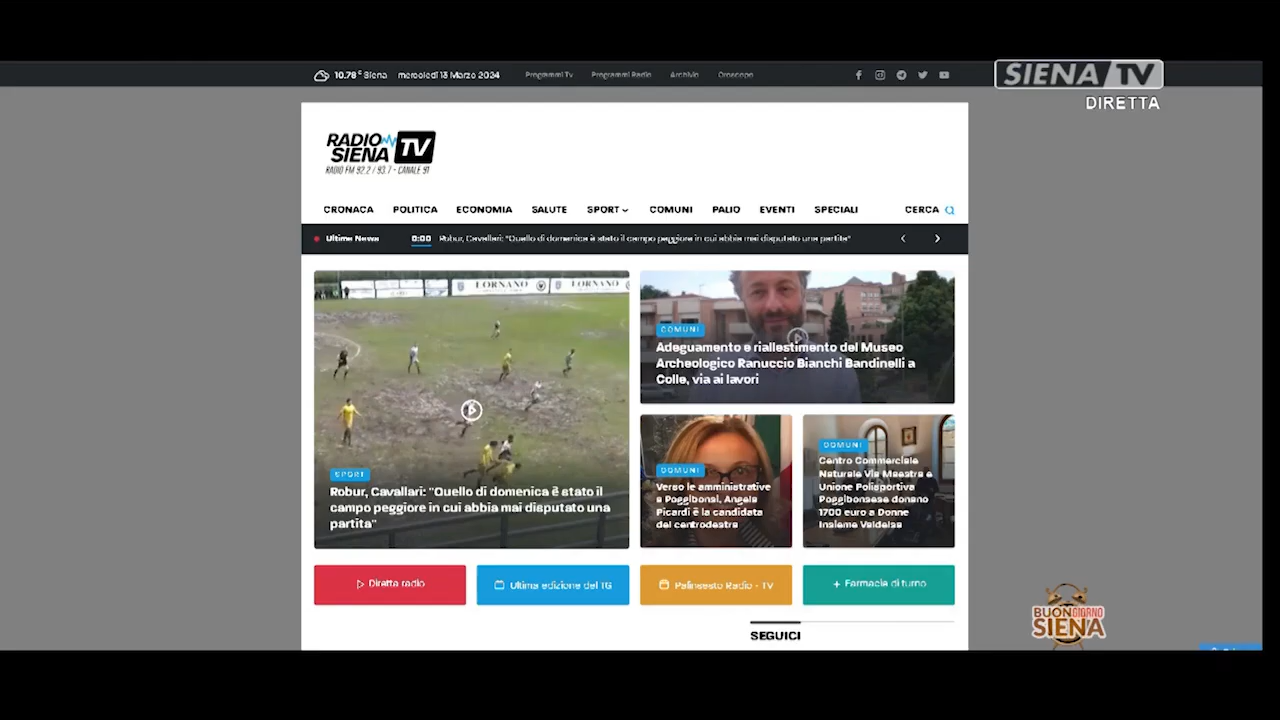 10.78 c Siena mercoledì 13 Marzo 2024 Programmi Tv Programmi Radio Archivio Oroscopo
SIENA TV
DIRETTA
RADIO SIENA TV
RADIO FM 92.2 / 93.7 - CANALE 91
CRONACA POLITICA ECONOMIA SALUTE SPORT COMUNI PALIO EVENTI SPECIALI CERCA
Ultime News 0:00 Robur, Cavallari: "Quello di domenica è stato il campo peggiore in cui abbia mai disputato una partita"
LORNANO LORNANO
SPORT
Robur, Cavallari: "Quello di domenica è stato il
campo peggiore in cui abbia mai disputato una
partita"
COMUNI
Adeguamento e riallestimento del Museo
Archeologico Ranuccio Bianchi Bandinelli a
Colle, via ai lavori
COMUNI
Verso le amministrative
a Poggibonsi, Angela
Picardi è la candidata
del centrodestra
COMUNI
Centro Commerciale
Naturale Via Maestra e
Unione Polisportiva
Poggibonsese donano
1700 euro a Donne
Insieme Valdelsa
Diretta radio Ultima edizione del TG Palinsesto Radio - TV + Farmacia di turno
SEGUICI
BUONGIORNO
SIENA